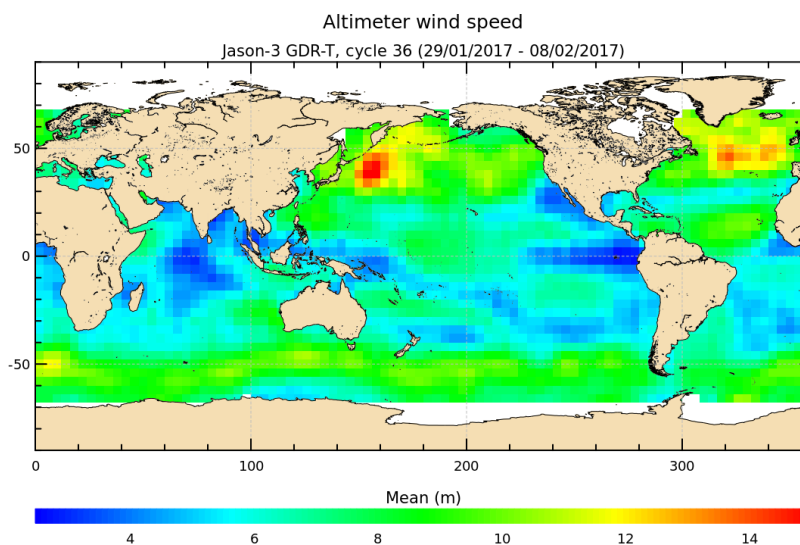 Altimeter wind speed
Jason-3 GDR-T, cycle 36 (29/01/2017 - 08/02/2017)
50
0
-50
0 100 200 300
Mean (m)
4 6 8 10 12 14